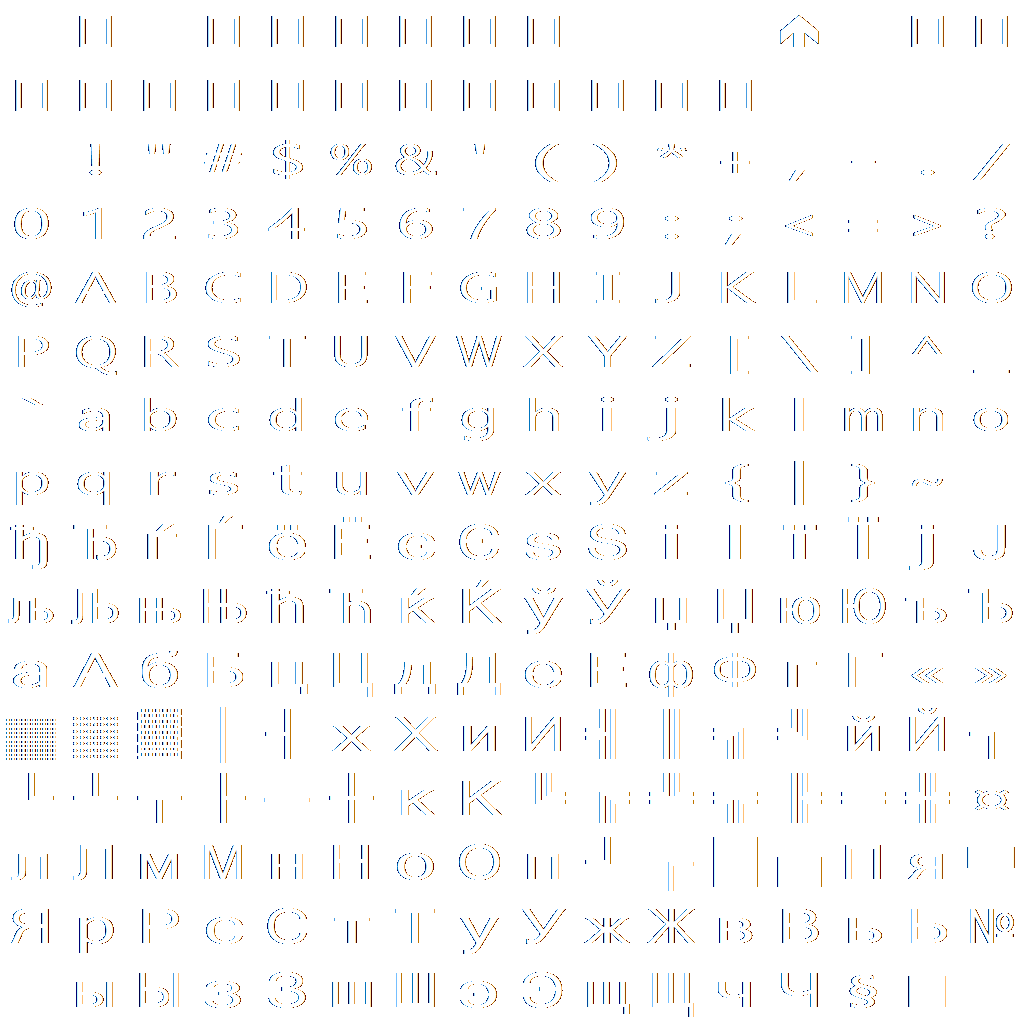 ! " # $ % & ' ( ) * + , - . /
0 1 2 3 4 5 6 7 8 9 : ; < = > ?
@ A B C D E F G H I J K L M N O
P Q R S T U V W X Y Z [ \ ] ^ _
` a b c d e f g h i j k l m n o
p q r s t u v w x y z { | } ~
ђ Ђ ѓ Ѓ ё Ё є Є ѕ Ѕ і І ї Ї ј Ј
љ Љ њ Њ ћ Ћ ќ Ќ ў Ў џ Џ ю Ю ъ Ъ
а А б Б ц Ц д Д е Е ф Ф г Г « »
░ ▒ ▓ │ ┤ х Х и И ╣ ║ ╗ ╝ й Й ┐
└ ┴ ┬ ├ ─ ┼ к К ╚ ╔ ╩ ╦ ╠ ═ ╬ ¤
л Л м М н Н о О п ┘ ┌ █ ▄ П я ▀
Я р Р с С т Т у У ж Ж в В ь Ь №
ы Ы з З ш Ш э Э щ Щ ч Ч § ■